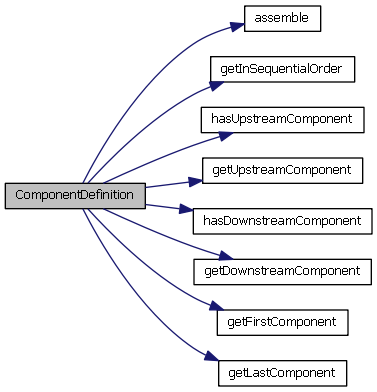 assemble
getInSequentialOrder
hasUpstreamComponent
getUpstreamComponent
ComponentDefinition
hasDownstreamComponent
getDownstreamComponent
getFirstComponent
getLastComponent